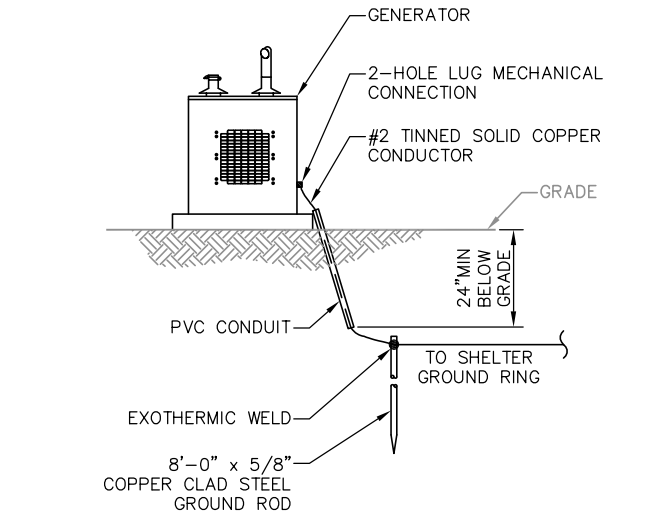 GENERATOR
2-HOLE LUG MECHANICAL
CONNECTION
#2 TINNED SOLID COPPER
CONDUCTOR
GRADE
24"MIN
BELOW
GRADE
PVC CONDUIT
TO SHELTER
GROUND RING
EXOTHERMIC WELD
8'-0" x 5/8"
COPPER CLAD STEEL
GROUND ROD